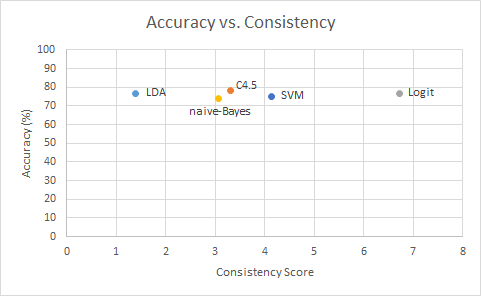 Accuracy vs. Consistency
Accuracy (%)
100
90
80
70
60
50
40
30
20
10
0
LDA
C4.5
naive-Bayes
SVM
Logit
0 1 2 3 4 5 6 7 8
Consistency Score